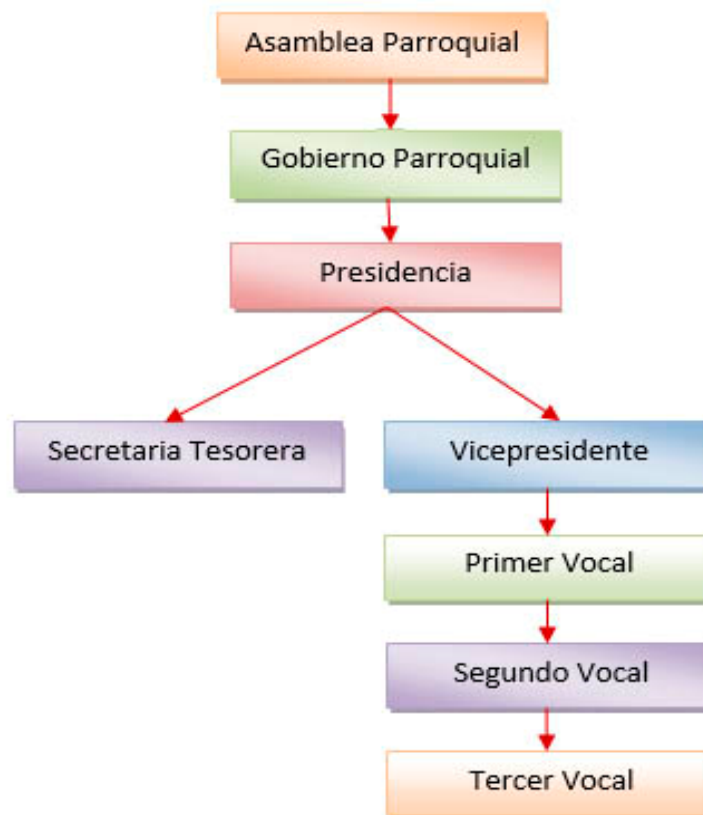 Asamblea Parroquial
Gobierno Parroquial
Presidencia
Secretaria Tesorera
Vicepresidente
Primer Vocal
Segundo Vocal
Tercer Vocal